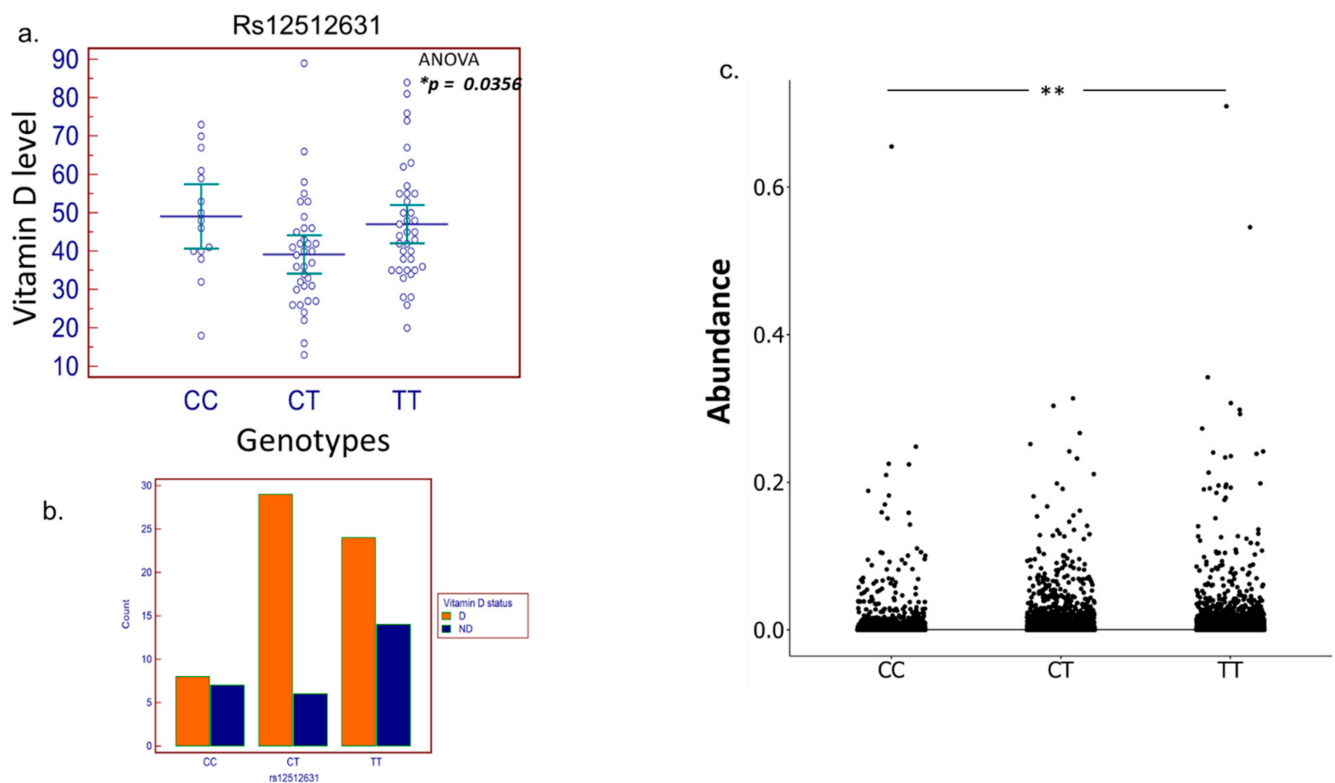 a.
Rs12512631
ANOVA
*p = 0.0356
90
80
70
60
50
40
30
20
10
Vitamin D level
CC CT TT
Genotypes
b.
30
25
20
15
10
5
0
Count
CC CT TT
rs12512631
Vitamin D status
D
ND
c.
**
0.6
0.4
0.2
0.0
Abundance
CC CT TT